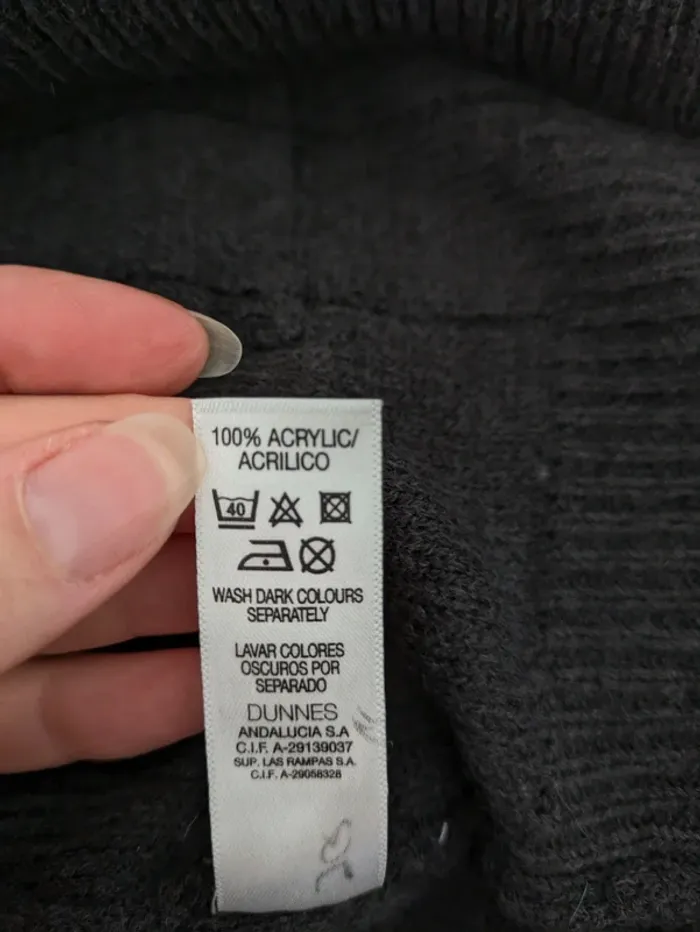 100% ACRYLIC/
ACRILICO
40
WASH DARK COLOURS
SEPARATELY
LAVAR COLORES
OSCUROS POR
SEPARADO
DUNNES
ANDALUCIA S.A
C.I.F. A-29139037
SUP. LAS RAMPAS S.A.
C.I.F. A-29058328